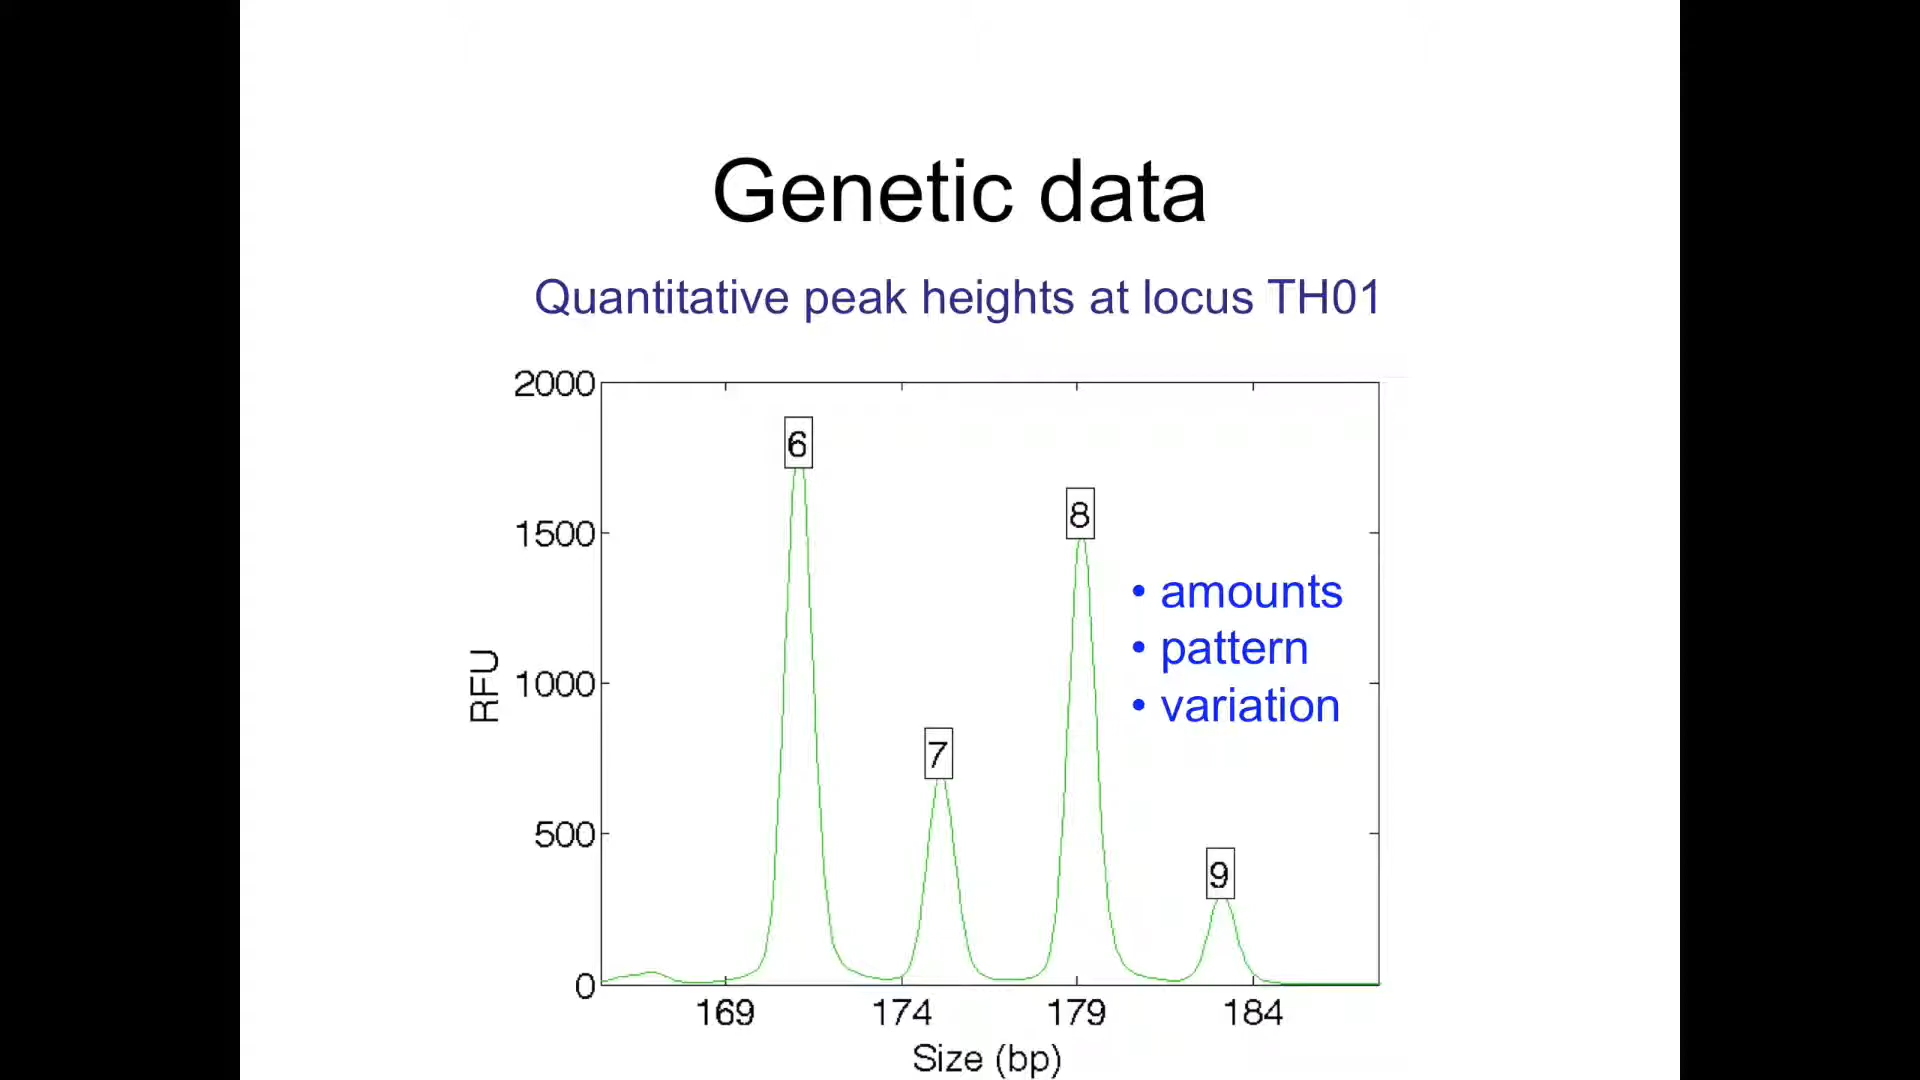 Genetic data
Quantitative peak heights at locus TH01
2000
1500
1000
500
0
RFU
6
7
8
9
• amounts
• pattern
• variation
169 174 179 184
Size (bp)